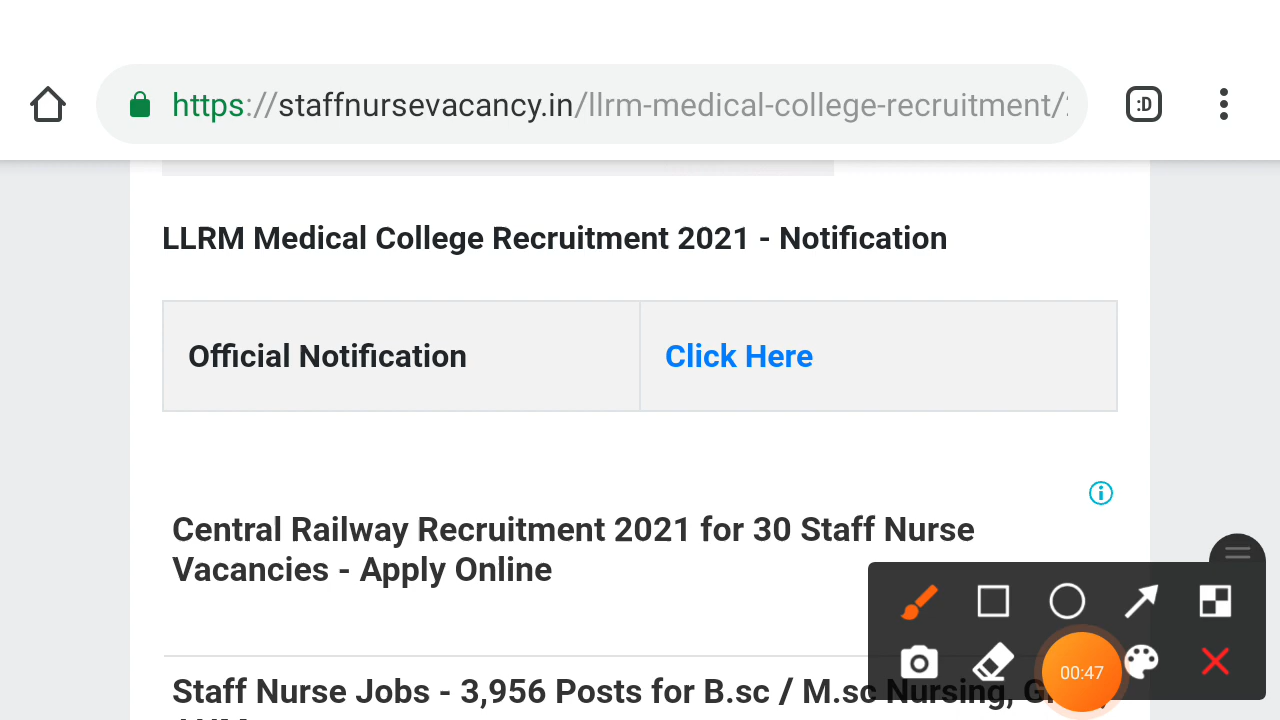 https://staffnursevacancy.in/llrm-medical-college-recruitment/
:D
LLRM Medical College Recruitment 2021 - Notification
Official Notification
Click Here
Central Railway Recruitment 2021 for 30 Staff Nurse
Vacancies - Apply Online
Staff Nurse Jobs - 3,956 Posts for B.sc / M.sc Nursing,
00:47